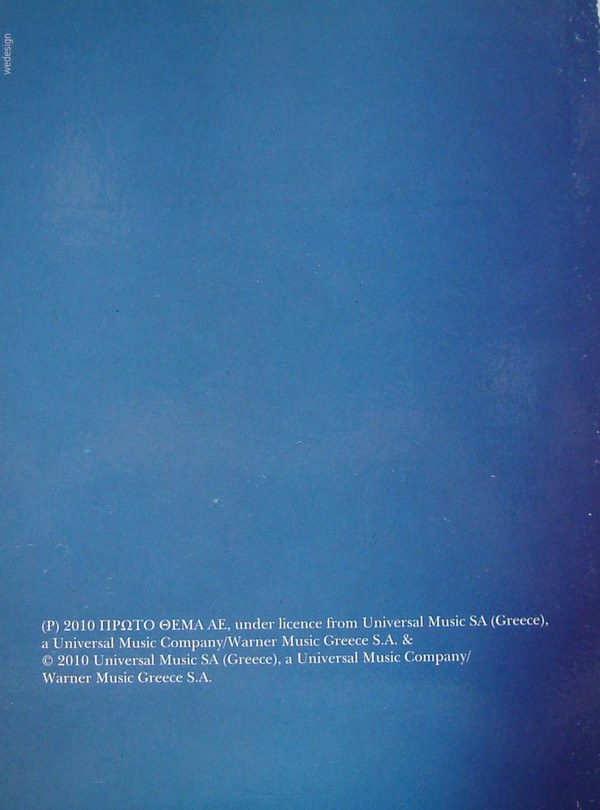 wedesign
(P) 2010 ΠΡΩΤΟ ΘΕΜΑ ΑΕ, under licence from Universal Music SA (Greece),
a Universal Music Company/Warner Music Greece S.A. &
© 2010 Universal Music SA (Greece), a Universal Music Company/
Warner Music Greece S.A.